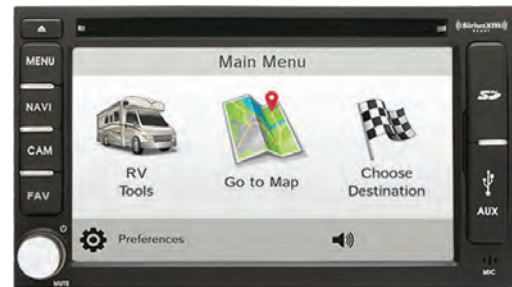 ((SiriusXM))
READY
MENU
NAVI
CAM
FAV
MUTE
Main Menu
RV
Tools
Go to Map
Choose
Destination
Preferences
SD
AUX
MIC